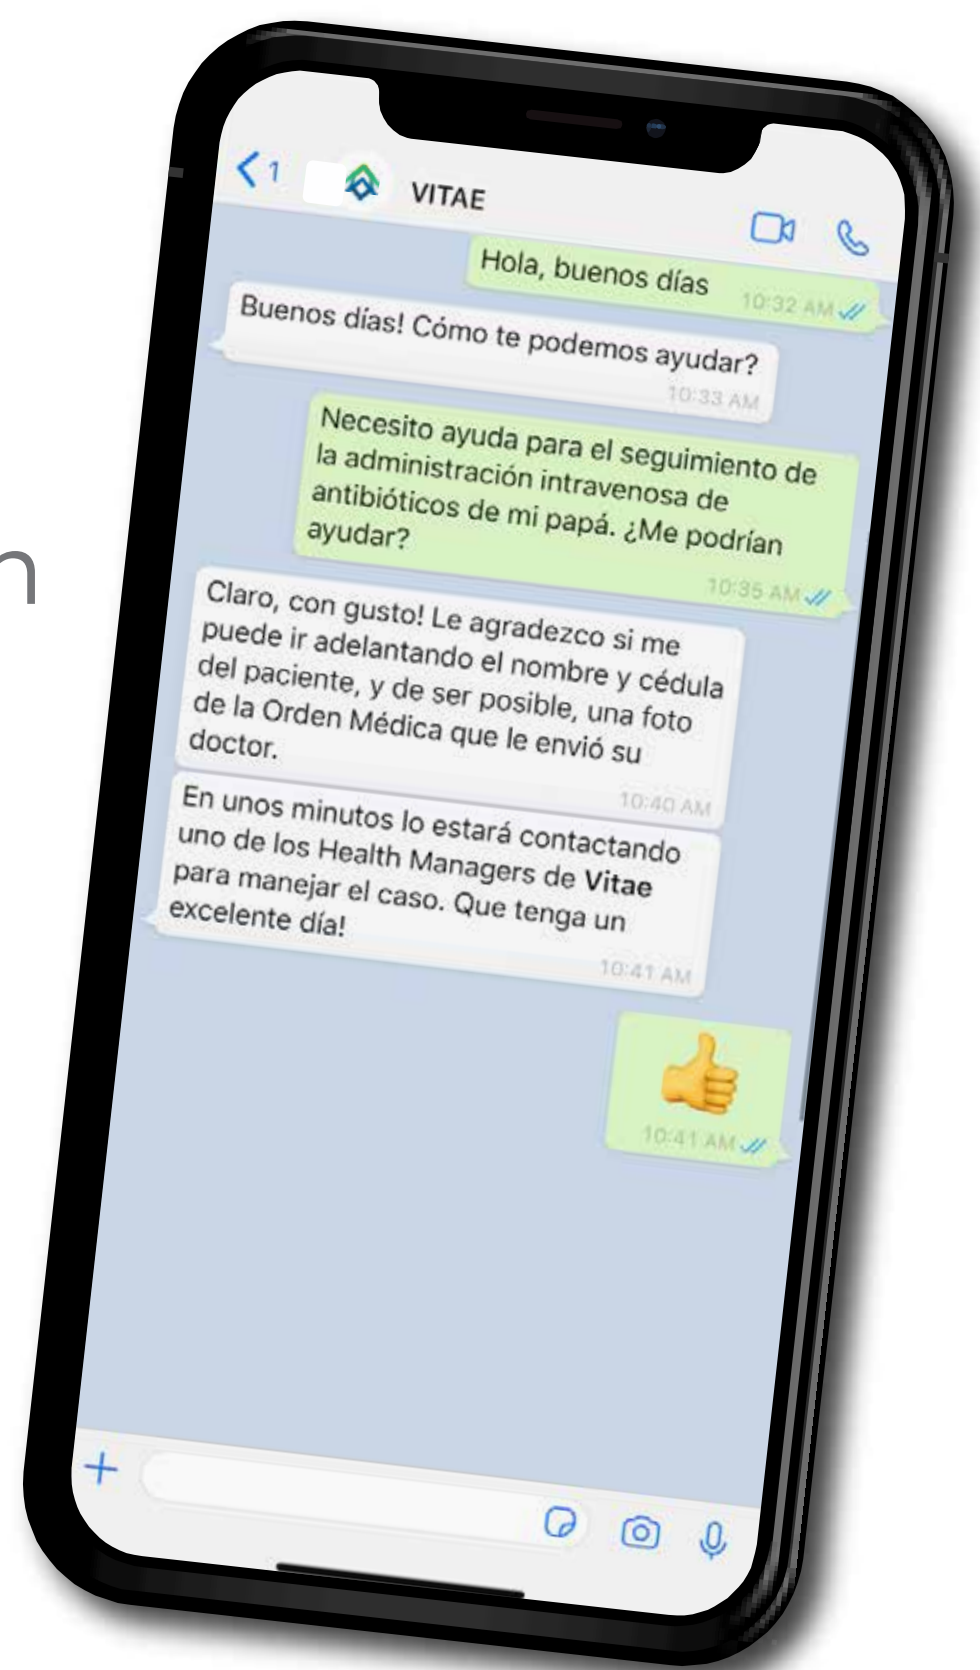 1
VITAE
Hola, buenos días
10:32 AM
Buenos días! Cómo te podemos ayudar?
10:33 AM
Necesito ayuda para el seguimiento de
la administración intravenosa de
antibióticos de mi papá. ¿Me podrían
ayudar?
10:35 AM
n
Claro, con gusto! Le agradezco si me
puede ir adelantando el nombre y cédula
del paciente, y de ser posible, una foto
de la Orden Médica que le envió su
doctor.
10:40 AM
En unos minutos lo estará contactando
uno de los Health Managers de Vitae
para manejar el caso. Que tenga un
excelente día!
10:41 AM
👍
10:41 AM